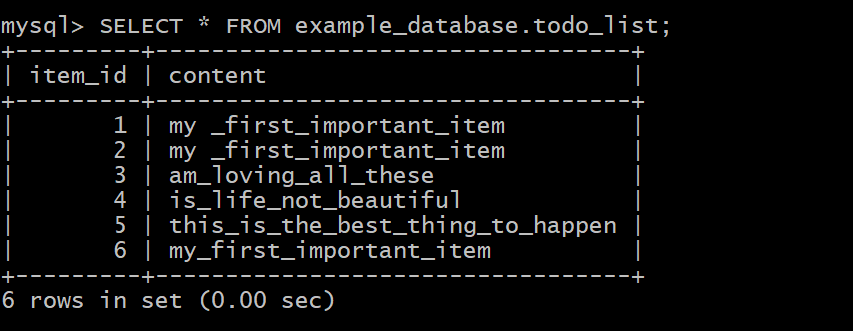 mysql> SELECT * FROM example_database.todo_list;
+---------+----------------------------------+
| item_id | content                          |
+---------+----------------------------------+
|       1 | my _first_important_item         |
|       2 | my _first_important_item         |
|       3 | am_loving_all_these              |
|       4 | is_life_not_beautiful            |
|       5 | this_is_the_best_thing_to_happen |
|       6 | my_first_important_item          |
+---------+----------------------------------+
6 rows in set (0.00 sec)